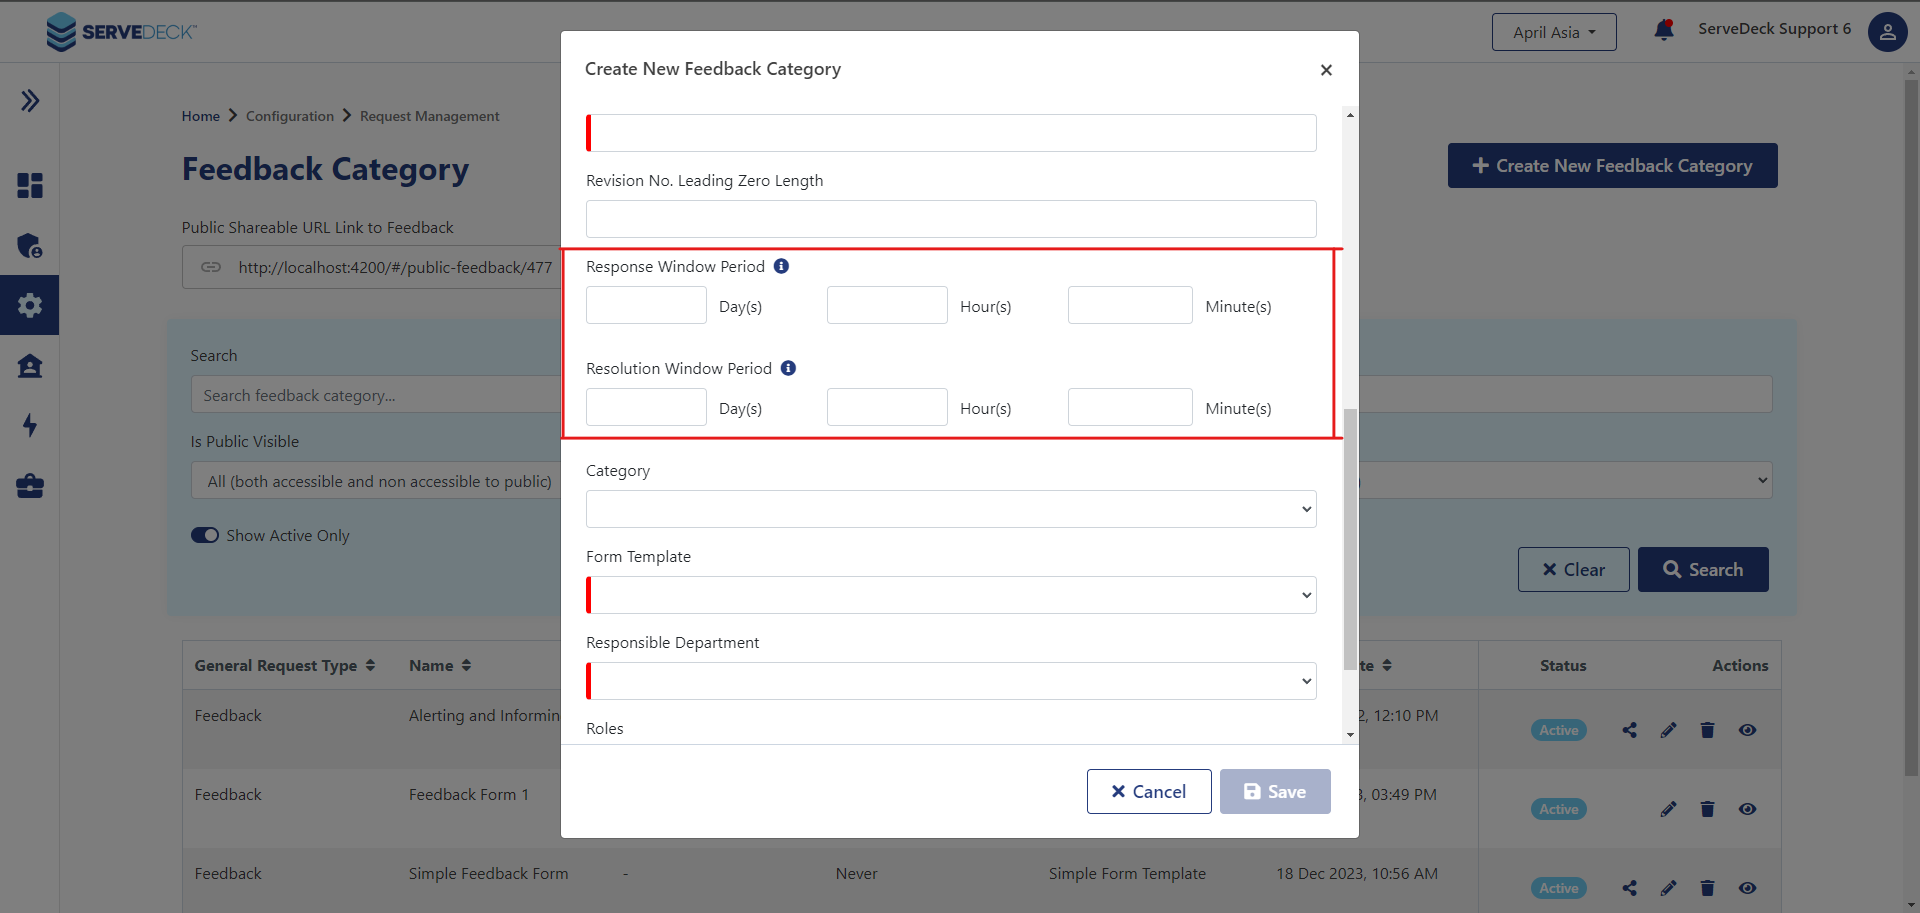 SERVEDECK™
April Asia
ServeDeck Support 6
Create New Feedback Category
×
Home Configuration Request Management
Feedback Category
Create New Feedback Category
Public Shareable URL Link to Feedback
http://localhost:4200/#/public-feedback/477
Search
Search feedback category...
Is Public Visible
All (both accessible and non accessible to public)
Show Active Only
Clear
Search
Revision No. Leading Zero Length
Response Window Period
Day(s) Hour(s) Minute(s)
Resolution Window Period
Day(s) Hour(s) Minute(s)
Category
Form Template
Responsible Department
Roles
Cancel
Save
General Request Type Name Status Actions
Feedback Alerting and 12:10 PM Active
Feedback Feedback Form 1 03:49 PM Active
Feedback Simple Feedback Form - Never Simple Form Template 18 Dec 2023, 10:56 AM Active